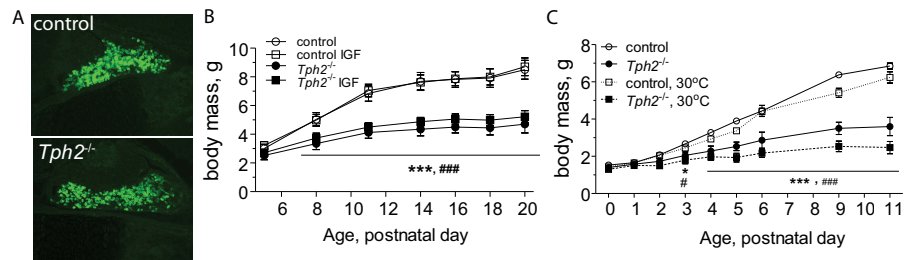 A
control
Tph2-/-
B
control
control IGF
Tph2-/-
Tph2-/- IGF
body mass, g
10
8
6
4
2
0
***, ###
6 8 10 12 14 16 18 20
Age, postnatal day
C
control
Tph2-/-
control, 30°C
Tph2-/-, 30°C
body mass, g
8
6
4
2
0
*
#
*** , ###
0 1 2 3 4 5 6 7 8 9 10 11
Age, postnatal day